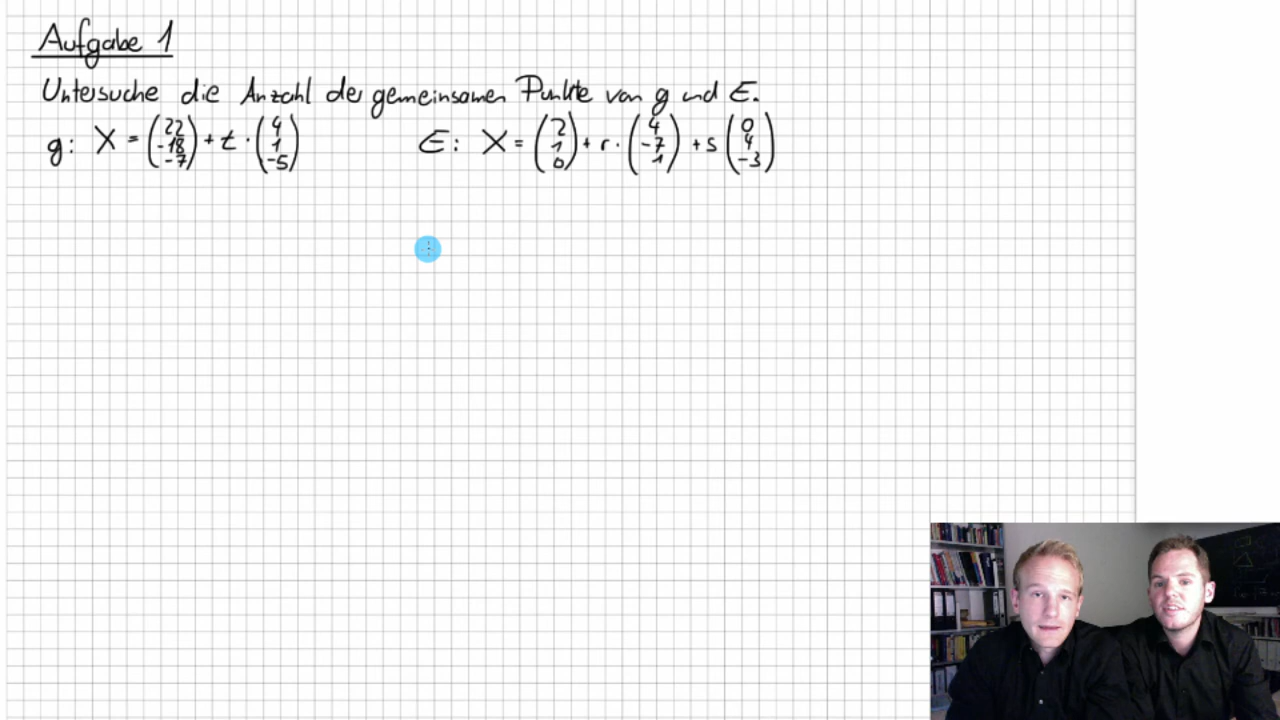 Aufgabe 1
Untersuche die Anzahl der gemeinsamen Punkte von g und E.
g: X = (22 -18 -7) + t · (4 1 -5) E: X = (2 1 0) + r · (4 -7 1) + s (0 4 -3)